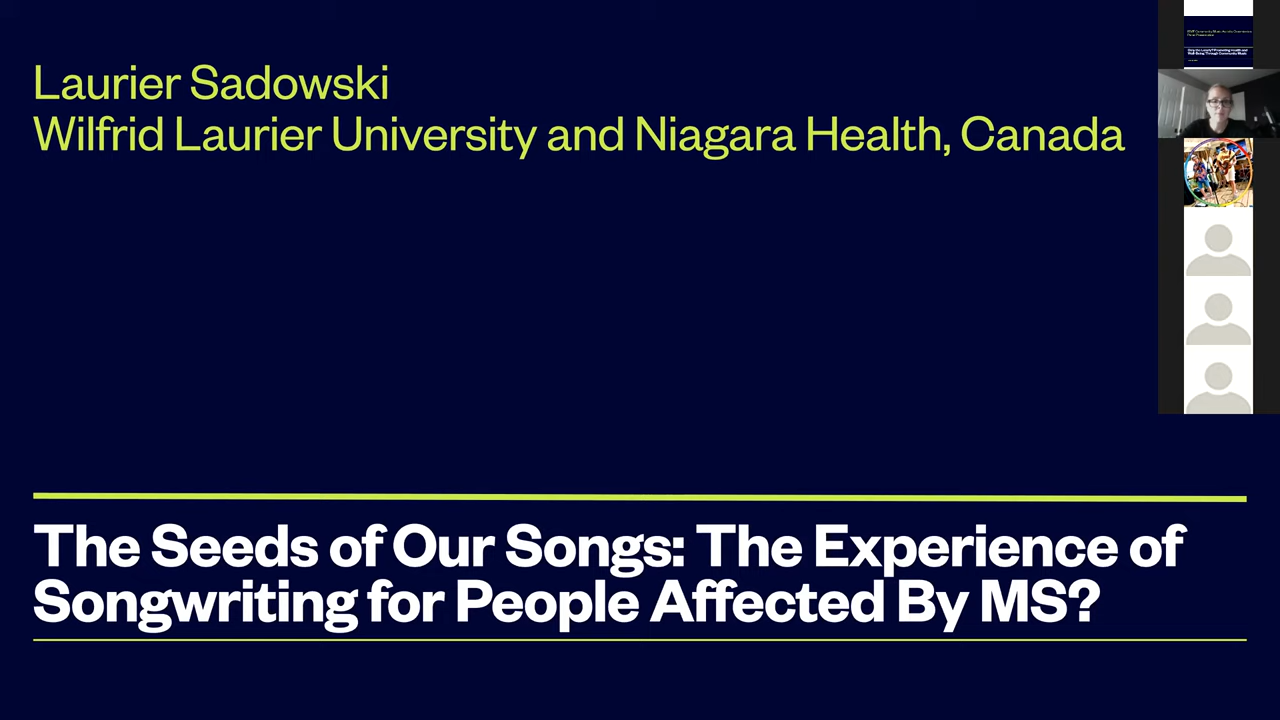 Laurier Sadowski
Wilfrid Laurier University and Niagara Health, Canada
The Seeds of Our Songs: The Experience of
Songwriting for People Affected By MS?